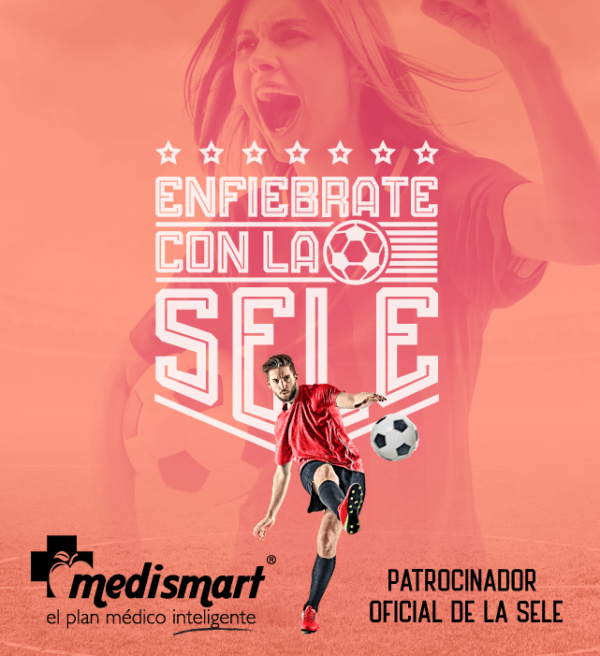 ENFIEBRATE
CON LA
SELE
medismart®
el plan médico inteligente
PATROCINADOR
OFICIAL DE LA SELE